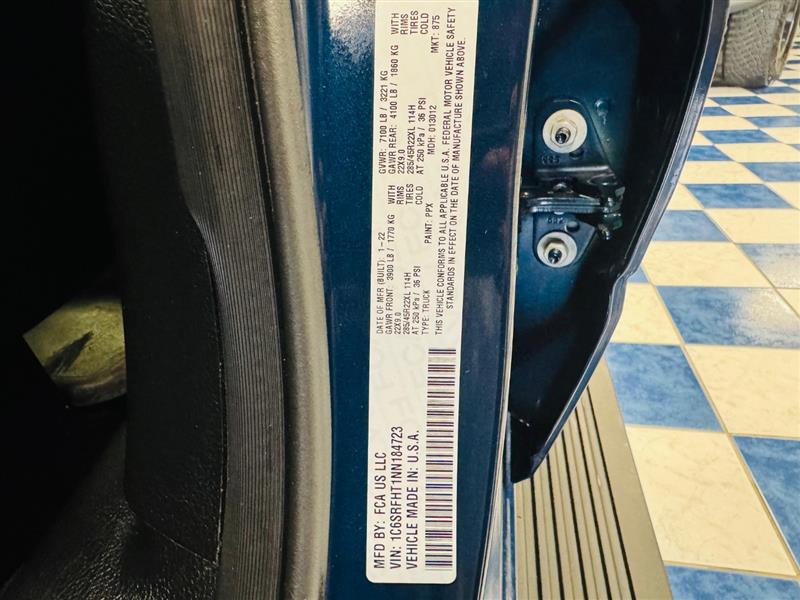 MFD BY: FCA US LLC
DATE OF MFR (BUILT): 1-22
GVWR: 7100 LB / 3221 KG
GAWR FRONT: 3900 LB / 1770 KG WITH
GAWR REAR: 4100 LB / 1860 KG WITH
22X9.0 RIMS
22X9.0 RIMS
285/45R22XL 114H TIRES
285/45R22XL 114H TIRES
AT 250 kPa / 36 PSI COLD
AT 250 kPa / 36 PSI COLD
VIN: 1C6SRFHT1NN184723
TYPE: TRUCK PAINT: PPX MDH: 013012 MKT: 875
VEHICLE MADE IN: U.S.A.
THIS VEHICLE CONFORMS TO ALL APPLICABLE U.S.A. FEDERAL MOTOR VEHICLE SAFETY
STANDARDS IN EFFECT ON THE DATE OF MANUFACTURE SHOWN ABOVE.